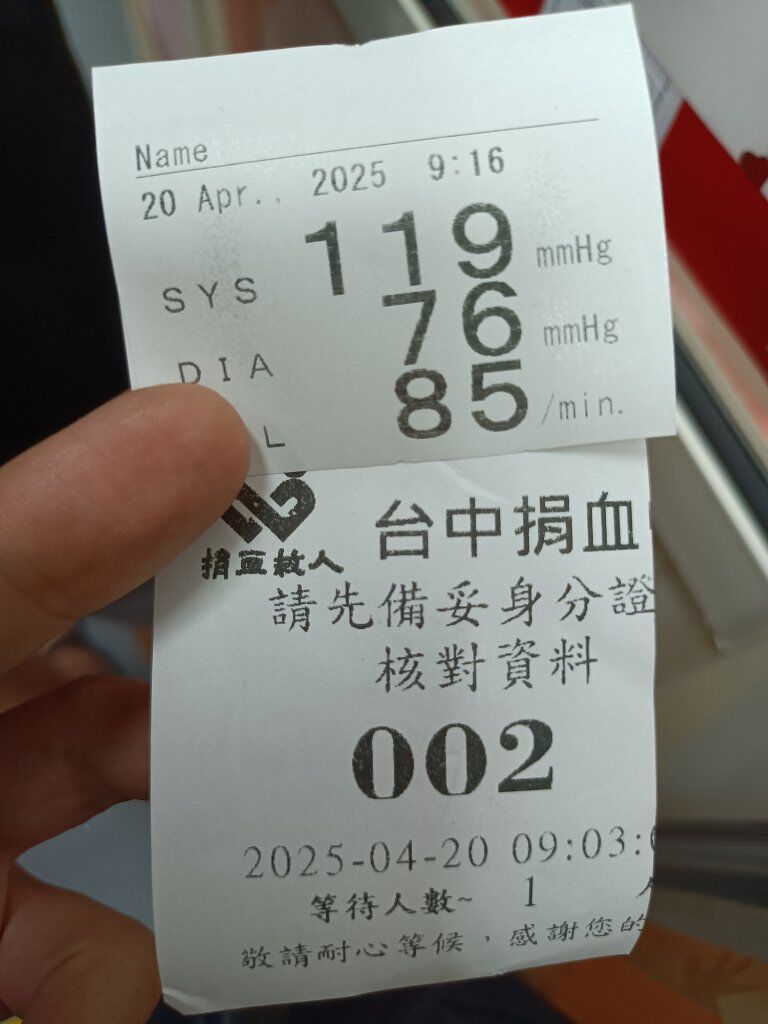 Name
20 Apr.. 2025 9:16
SYS 119 mmHg
DIA 76 mmHg
L 85 /min.
捐血救人 台中捐血
請先備妥身分證
核對資料
002
2025-04-20 09:03:
等待人數~ 1
敬請耐心等候，感謝您的